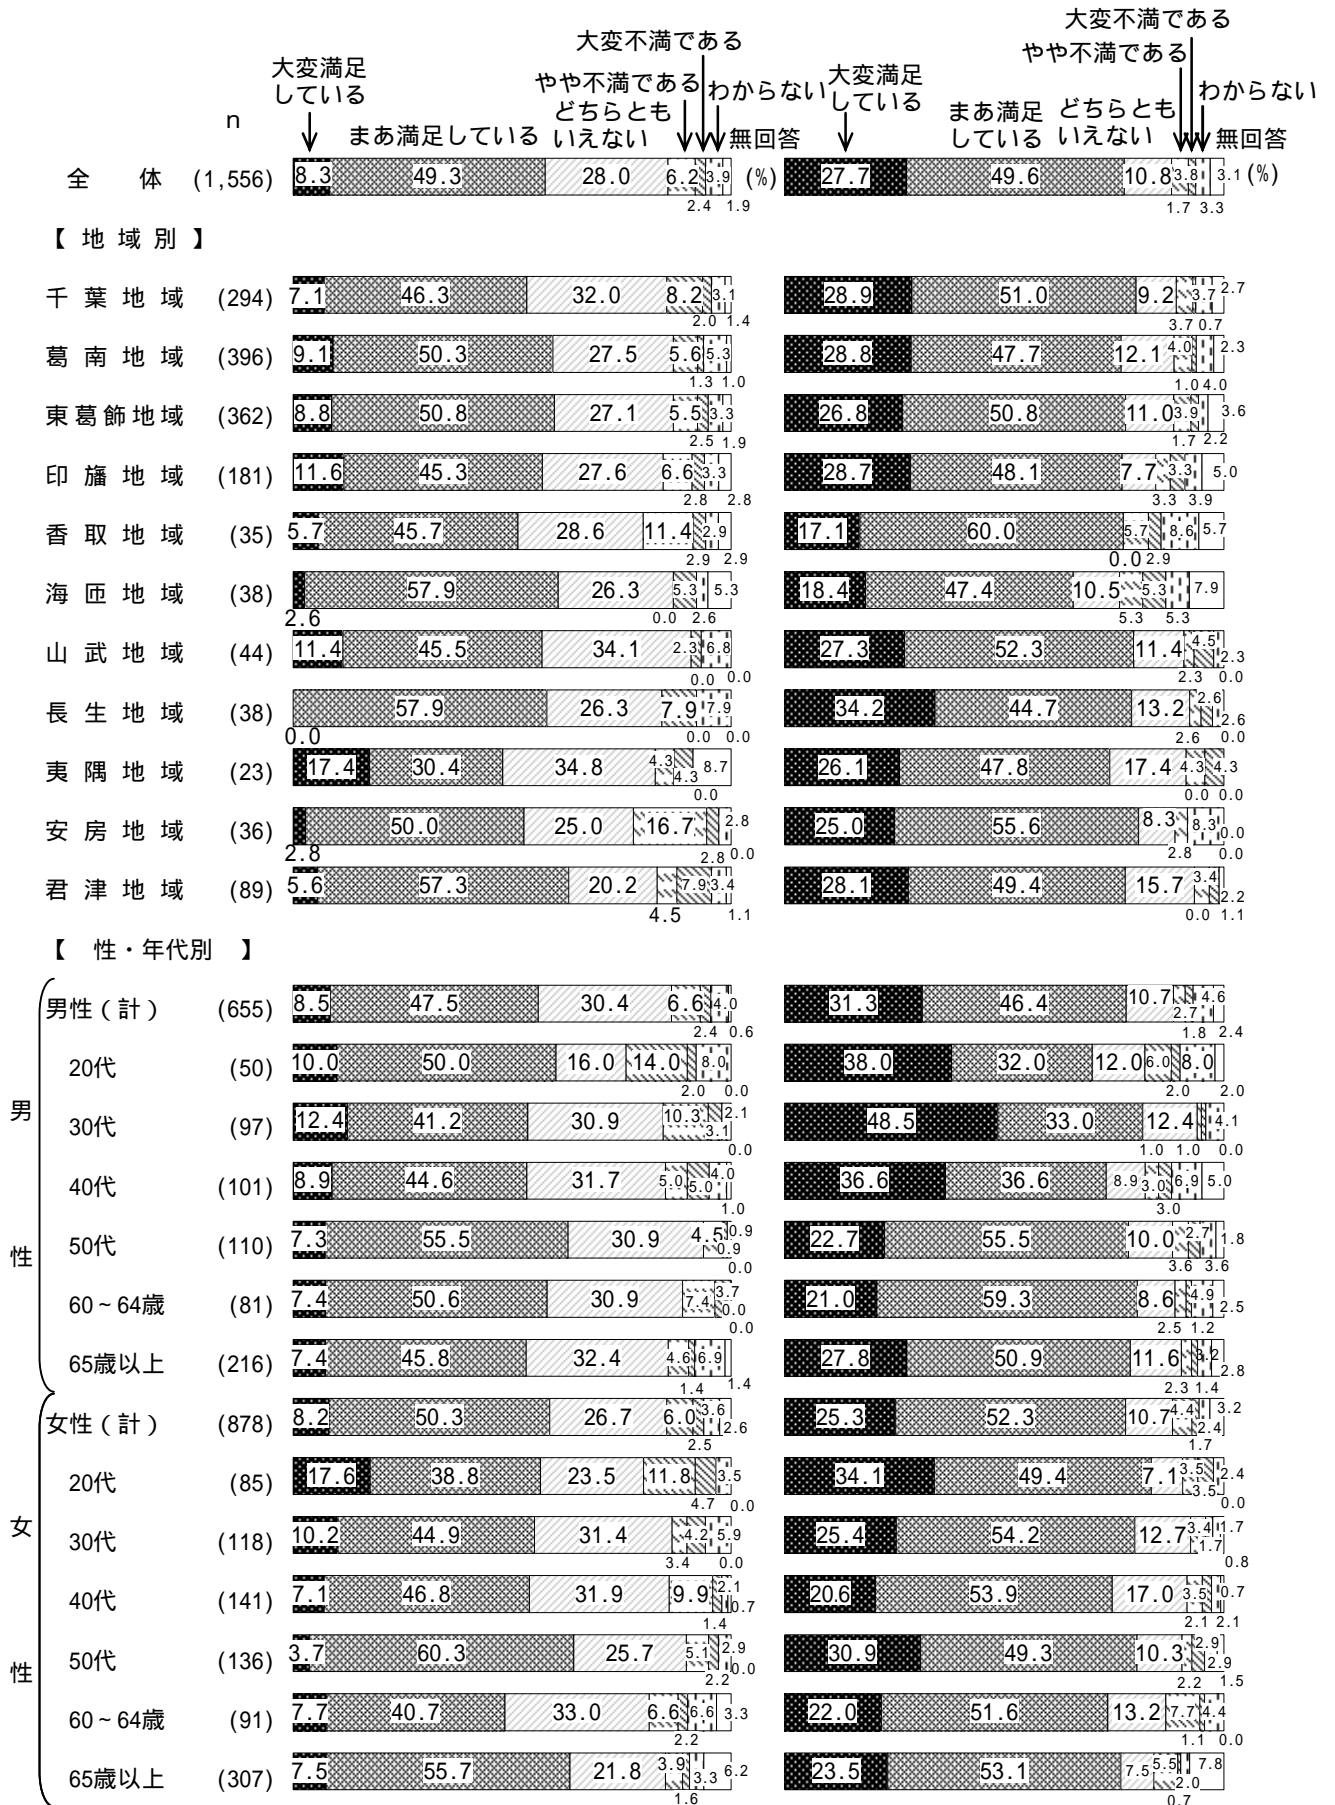 大変不満である
大変不満である
やや不満である
大変満足
している
やや不満である
わからない
大変満足
している
わからない
n
まあ満足している
どちらとも
いえない
無回答
まあ満足
している
どちらとも
いえない
無回答
全 体 (1,556) 8.3 49.3 28.0 6.2 3.9 (%) 27.7 49.6 10.8 3.8 3.1 (%)
2.4 1.9 1.7 3.3
【 地 域 別 】
千 葉 地 域 (294) 7.1 46.3 32.0 8.2 3.1 28.9 51.0 9.2 3.7 2.7
2.0 1.4 3.7 0.7
葛 南 地 域 (396) 9.1 50.3 27.5 5.6 5.3 28.8 47.7 12.1 4.0 2.3
1.3 1.0 1.0 4.0
東 葛 飾 地 域 (362) 8.8 50.8 27.1 5.5 3.3 26.8 50.8 11.0 3.9 3.6
2.5 1.9 1.7 2.2
印 旛 地 域 (181) 11.6 45.3 27.6 6.6 3.3 28.7 48.1 7.7 3.3 5.0
2.8 2.8 3.3 3.9
香 取 地 域 (35) 5.7 45.7 28.6 11.4 2.9 17.1 60.0 5.7 8.6 5.7
2.9 2.9 0.0 2.9
海 匝 地 域 (38) 57.9 26.3 5.3 5.3 18.4 47.4 10.5 5.3 7.9
2.6 0.0 2.6 5.3 5.3
山 武 地 域 (44) 11.4 45.5 34.1 2.3 6.8 27.3 52.3 11.4 4.5 2.3
0.0 0.0 2.3 0.0
長 生 地 域 (38) 57.9 26.3 7.9 7.9 34.2 44.7 13.2 2.6 2.6
0.0 0.0 0.0 2.6 0.0
夷 隅 地 域 (23) 17.4 30.4 34.8 4.3 4.3 8.7 26.1 47.8 17.4 4.3 4.3
0.0 0.0 0.0
安 房 地 域 (36) 50.0 25.0 16.7 2.8 25.0 55.6 8.3 8.3 0.0
2.8 2.8 0.0 2.8 0.0
君 津 地 域 (89) 5.6 57.3 20.2 7.9 3.4 28.1 49.4 15.7 3.4 2.2
4.5 1.1 0.0 1.1
【 性・年代別 】
男性(計) (655) 8.5 47.5 30.4 6.6 4.0 31.3 46.4 10.7 2.7 4.6
2.4 0.6 1.8 2.4
20代 (50) 10.0 50.0 16.0 14.0 8.0 38.0 32.0 12.0 6.0 8.0
2.0 0.0 2.0 2.0
男
30代 (97) 12.4 41.2 30.9 10.3 3.1 2.1 48.5 33.0 12.4 4.1
0.0 1.0 1.0 0.0
40代 (101) 8.9 44.6 31.7 5.0 5.0 4.0 36.6 36.6 8.9 3.0 6.9 5.0
1.0 3.0
性
50代 (110) 7.3 55.5 30.9 4.5 0.9 0.9 22.7 55.5 10.0 2.7 1.8
0.0 3.6 3.6
60~64歳 (81) 7.4 50.6 30.9 7.4 3.7 0.0 21.0 59.3 8.6 4.9 2.5
0.0 2.5 1.2
65歳以上 (216) 7.4 45.8 32.4 4.6 6.9 27.8 50.9 11.6 3.2 2.8
1.4 1.4 2.3 1.4
女性(計) (878) 8.2 50.3 26.7 6.0 3.6 2.6 25.3 52.3 10.7 4.4 2.4 3.2
2.5 1.7
20代 (85) 17.6 38.8 23.5 11.8 3.5 34.1 49.4 7.1 3.5 3.5 2.4
4.7 0.0 0.0
女
30代 (118) 10.2 44.9 31.4 4.2 5.9 25.4 54.2 12.7 3.4 1.7 1.7
3.4 0.0 0.8
40代 (141) 7.1 46.8 31.9 9.9 2.1 0.7 20.6 53.9 17.0 3.5 0.7
1.4 2.1 2.1
性
50代 (136) 3.7 60.3 25.7 5.1 2.9 0.0 30.9 49.3 10.3 2.9 2.9
2.2 2.2 1.5
60~64歳 (91) 7.7 40.7 33.0 6.6 6.6 3.3 22.0 51.6 13.2 7.7 4.4
2.2 1.1 0.0
65歳以上 (307) 7.5 55.7 21.8 3.9 3.3 6.2 23.5 53.1 7.5 5.5 2.0 7.8
1.6 0.7